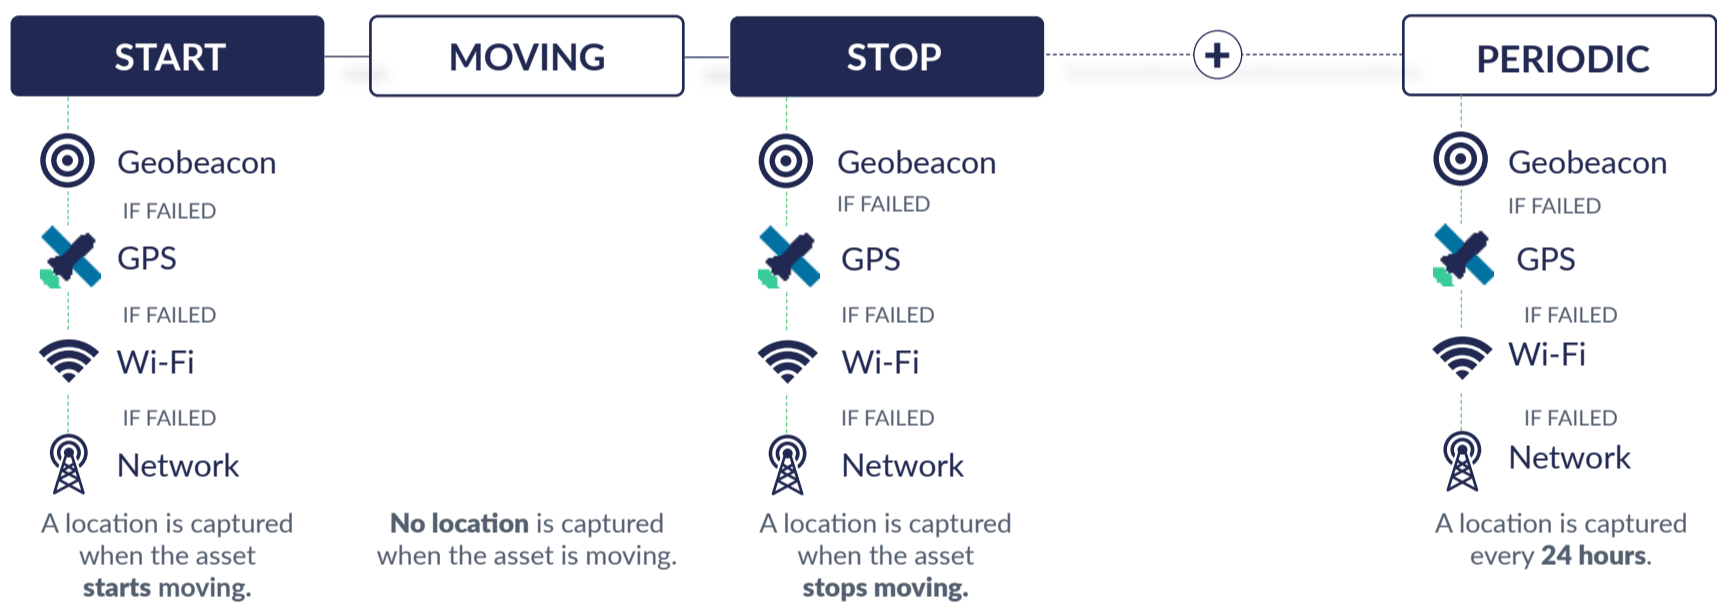 START
MOVING
STOP
+
PERIODIC
Geobeacon
IF FAILED
GPS
IF FAILED
Wi-Fi
IF FAILED
Network
A location is captured
when the asset
starts moving.
No location is captured
when the asset is moving.
Geobeacon
IF FAILED
GPS
IF FAILED
Wi-Fi
IF FAILED
Network
A location is captured
when the asset
stops moving.
Geobeacon
IF FAILED
GPS
IF FAILED
Wi-Fi
IF FAILED
Network
A location is captured
every 24 hours.